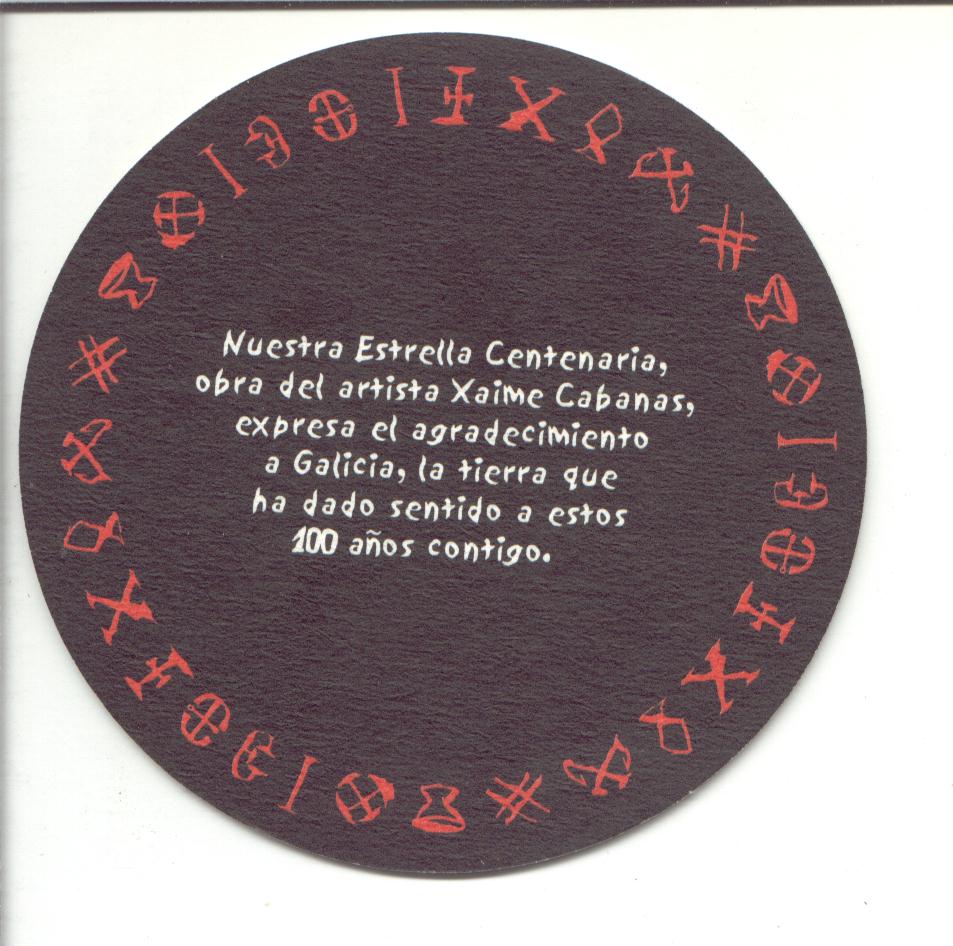 Nuestra Estrella Centenaria,
obra del artista Xaime Cabanas,
expresa el agradecimiento
a Galicia, la tierra que
ha dado sentido a estos
100 años contigo.